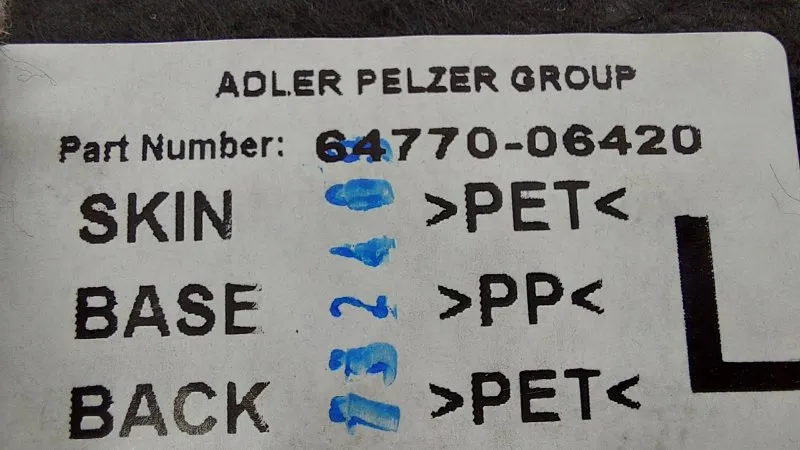 ADLER PELZER GROUP
Part Number: 64770-06420
SKIN >PET<
BASE >PP<
BACK >PET<
L